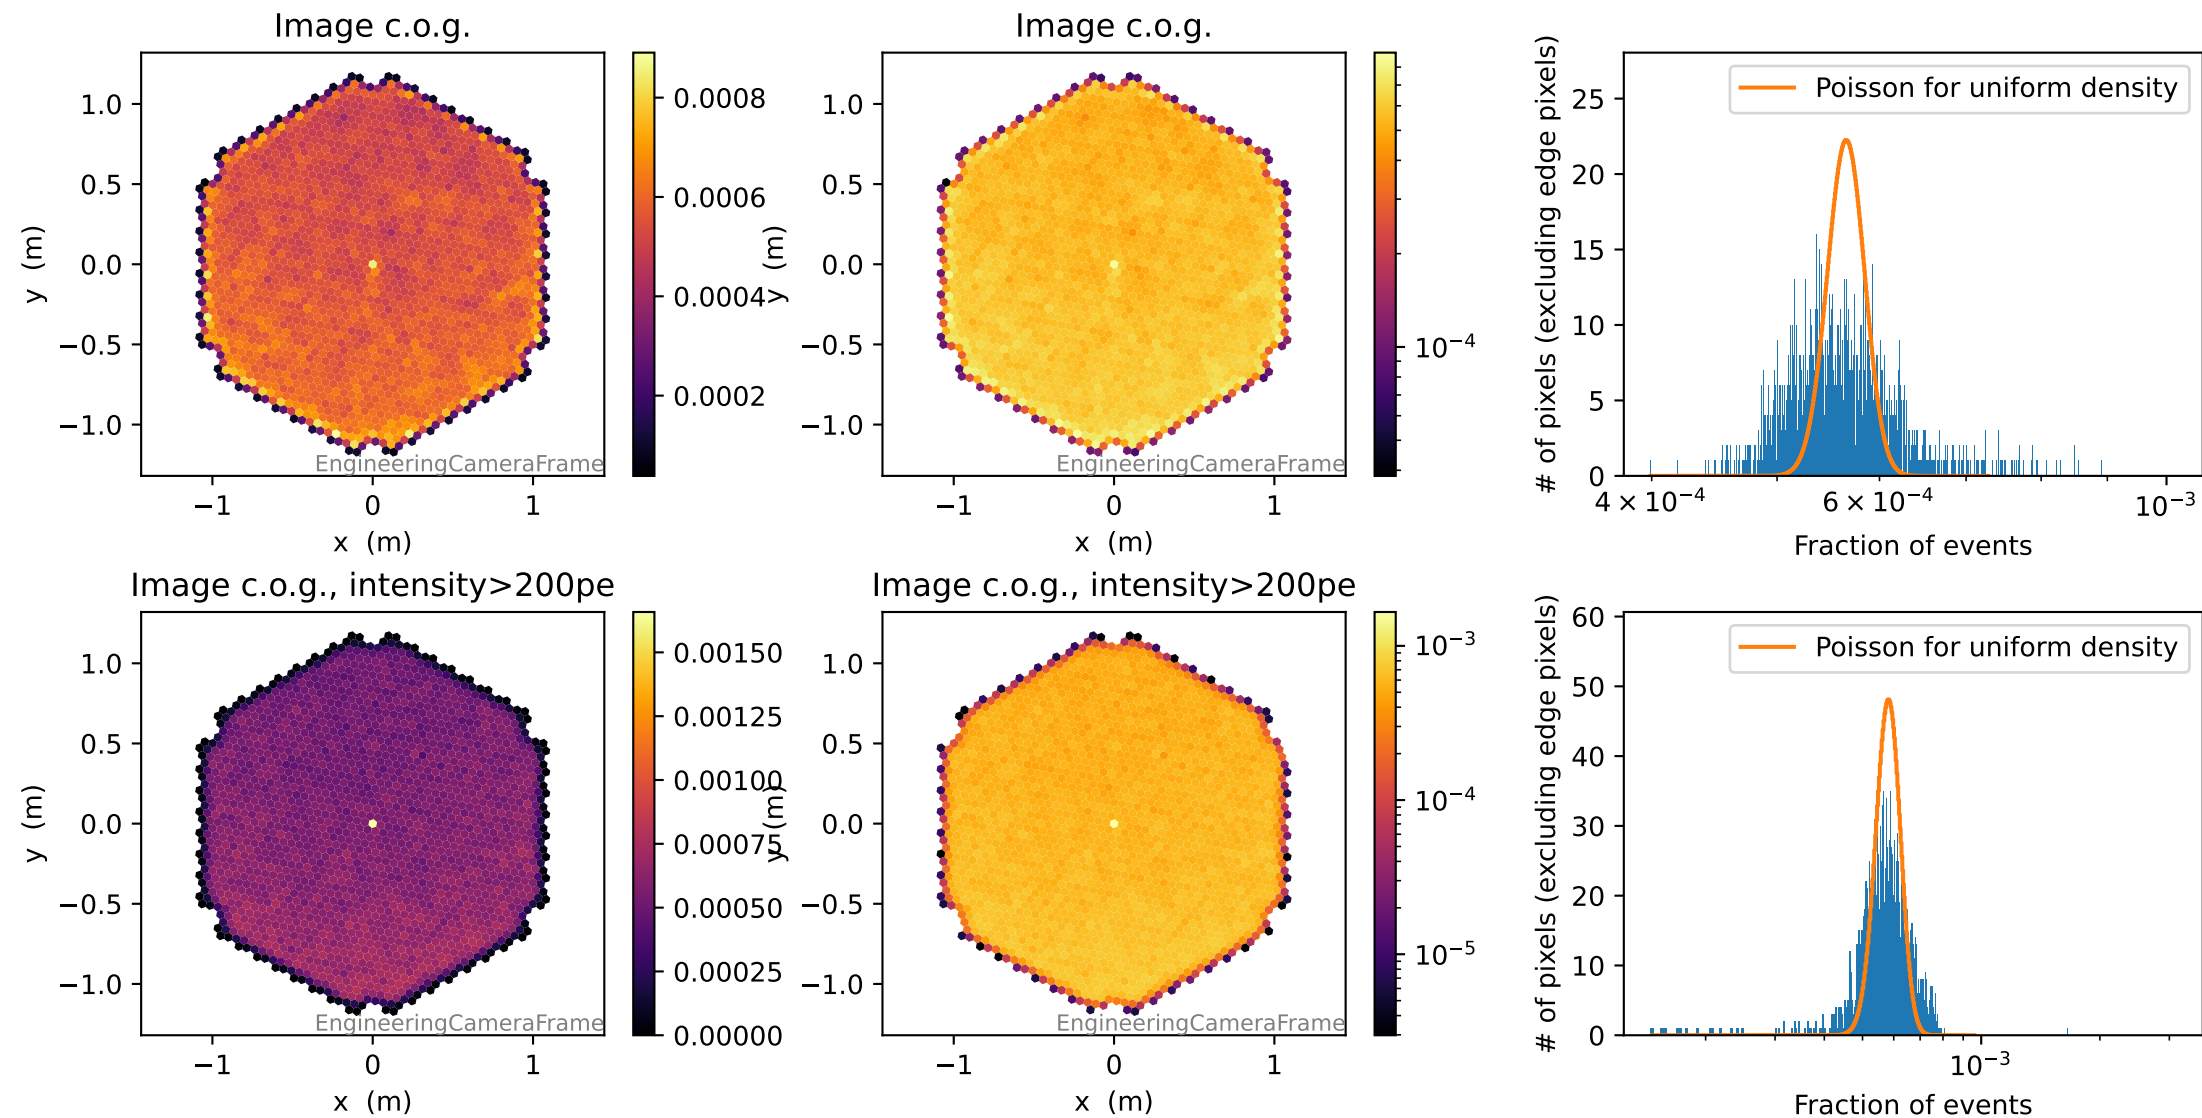 Image c.o.g.
1.0
0.5
0.0
−0.5
−1.0
y (m)
−1 0 1
x (m)
EngineeringCameraFrame
0.0008
0.0006
0.0004
0.0002
Image c.o.g.
1.0
0.5
0.0
−0.5
−1.0
y (m)
−1 0 1
x (m)
EngineeringCameraFrame
10⁻⁴
# of pixels (excluding edge pixels)
25
20
15
10
5
0
Poisson for uniform density
4 × 10⁻⁴ 6 × 10⁻⁴ 10⁻³
Fraction of events
Image c.o.g., intensity>200pe
1.0
0.5
0.0
−0.5
−1.0
y (m)
−1 0 1
x (m)
EngineeringCameraFrame
0.00150
0.00125
0.00100
0.00075
0.00050
0.00025
0.00000
Image c.o.g., intensity>200pe
1.0
0.5
0.0
−0.5
−1.0
y (m)
−1 0 1
x (m)
EngineeringCameraFrame
10⁻³
10⁻⁴
10⁻⁵
# of pixels (excluding edge pixels)
60
50
40
30
20
10
0
Poisson for uniform density
10⁻³
Fraction of events